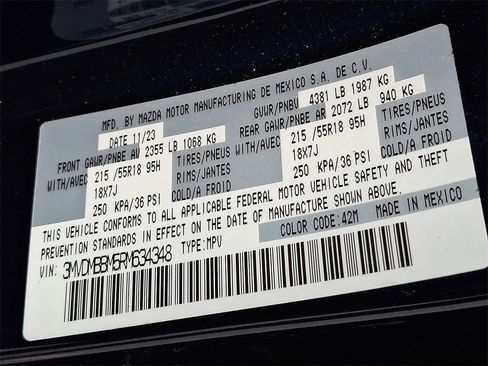 MFD. BY MAZDA MOTOR MANUFACTURING DE MEXICO S.A. DE C.V.
DATE 11/23 GVWR/PNBV 4381 LB 1987 KG
FRONT GAWR/PNBE AV 2355 LB 1068 KG REAR GAWR/PNBE AR 2072 LB 940 KG
WITH/AVEC 215 /55R18 95H TIRES/PNEUS WITH/AVEC 215 /55R18 95H TIRES/PNEUS
18X7J RIMS/JANTES 18X7J RIMS/JANTES
250 KPA/36 PSI COLD/A FROID 250 KPA/36 PSI COLD/A FROID
THIS VEHICLE CONFORMS TO ALL APPLICABLE FEDERAL MOTOR VEHICLE SAFETY AND THEFT
PREVENTION STANDARDS IN EFFECT ON THE DATE OF MANUFACTURE SHOWN ABOVE.
VIN: 3MVDMBBM5RM634348 TYPE:MPV COLOR CODE:42M MADE IN MEXICO